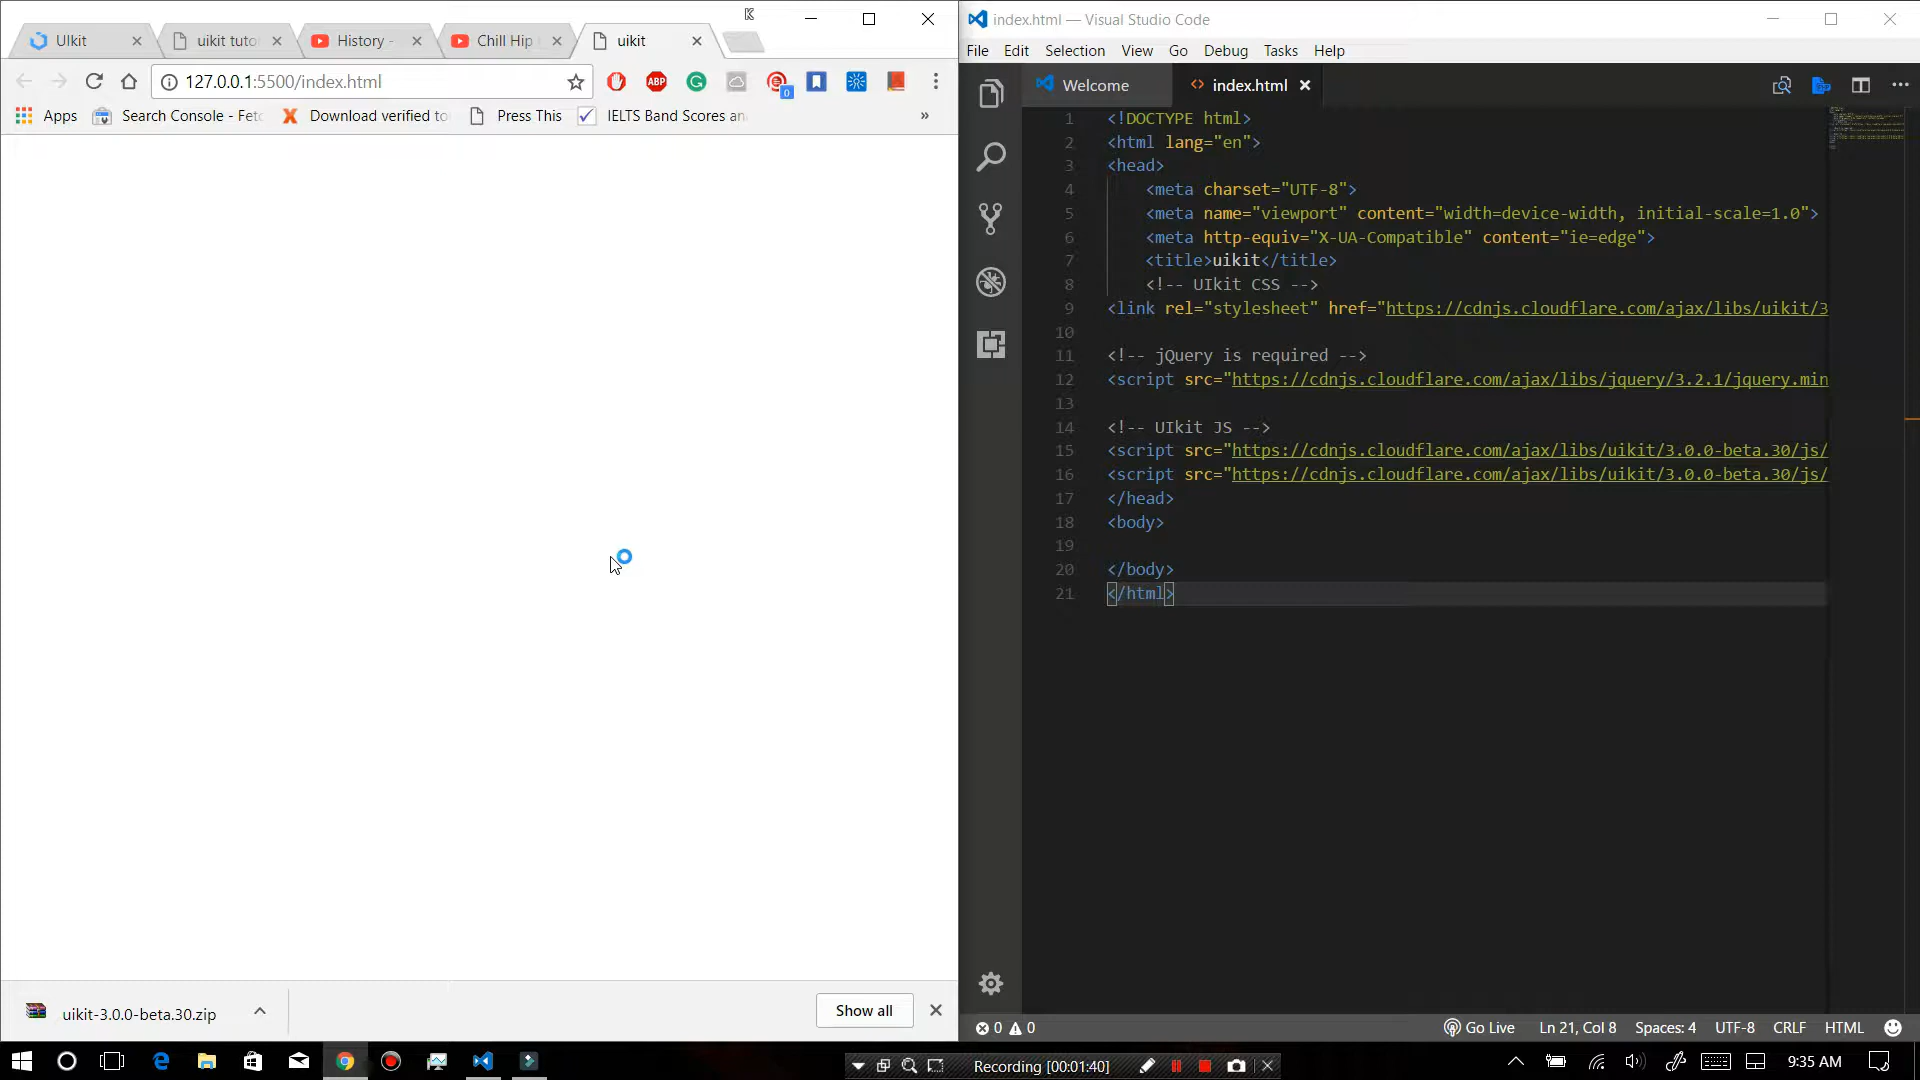 UIkit
uikit tuto
History -
Chill Hip
uikit
127.0.0.1:5500/index.html
ABP
0
Apps
Search Console - Fetc
Download verified to
Press This
IELTS Band Scores an
»
uikit-3.0.0-beta.30.zip
Show all
index.html — Visual Studio Code
File Edit Selection View Go Debug Tasks Help
Welcome
<> index.html
1 <!DOCTYPE html>
2 <html lang="en">
3 <head>
4 <meta charset="UTF-8">
5 <meta name="viewport" content="width=device-width, initial-scale=1.0">
6 <meta http-equiv="X-UA-Compatible" content="ie=edge">
7 <title>uikit</title>
8 <!-- UIkit CSS -->
9 <link rel="stylesheet" href="https://cdnjs.cloudflare.com/ajax/libs/uikit/3
10
11 <!-- jQuery is required -->
12 <script src="https://cdnjs.cloudflare.com/ajax/libs/jquery/3.2.1/jquery.min
13
14 <!-- UIkit JS -->
15 <script src="https://cdnjs.cloudflare.com/ajax/libs/uikit/3.0.0-beta.30/js/
16 <script src="https://cdnjs.cloudflare.com/ajax/libs/uikit/3.0.0-beta.30/js/
17 </head>
18 <body>
19
20 </body>
21 </html>
0 0
Go Live Ln 21, Col 8 Spaces: 4 UTF-8 CRLF HTML
Recording [00:01:40]
9:35 AM